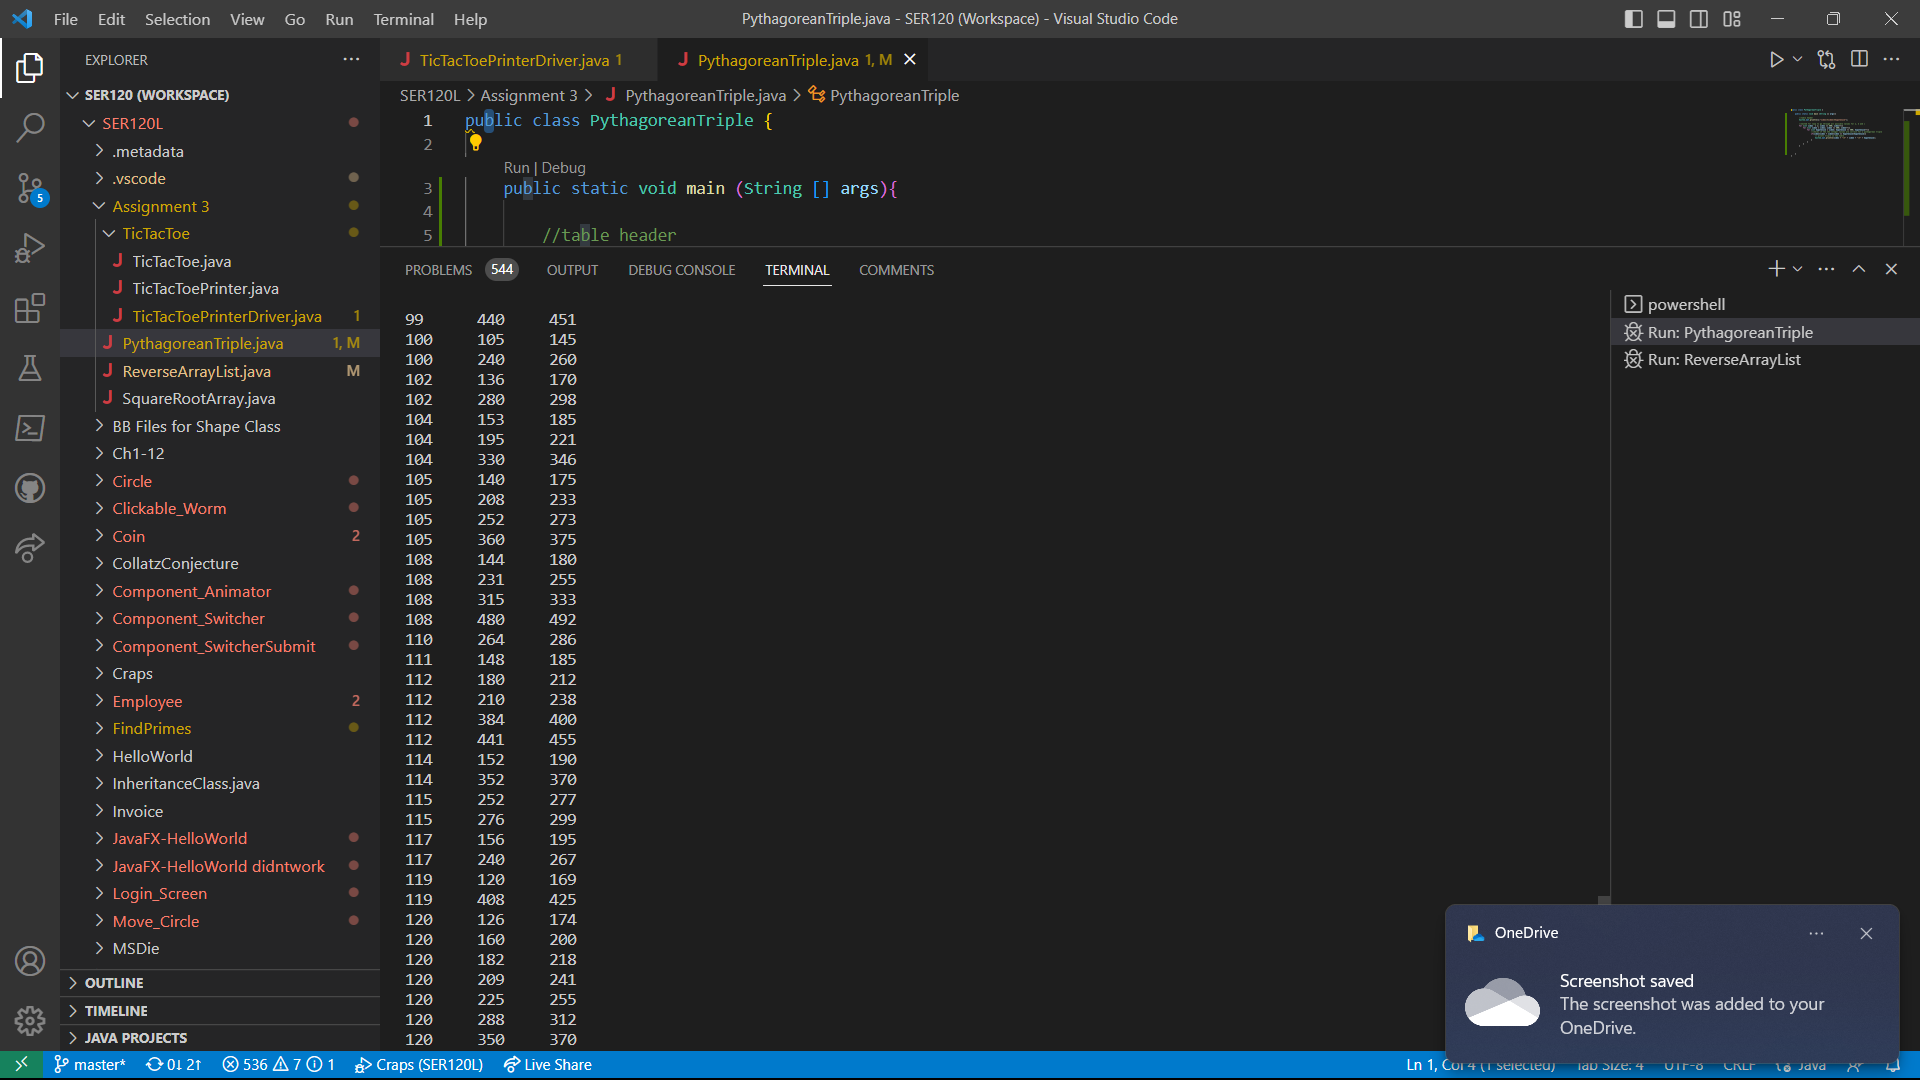 File Edit Selection View Go Run Terminal Help PythagoreanTriple.java - SER120 (Workspace) - Visual Studio Code
EXPLORER
SER120 (WORKSPACE)
SER120L
.metadata
.vscode
Assignment 3
TicTacToe
J TicTacToe.java
J TicTacToePrinter.java
J TicTacToePrinterDriver.java 1
J PythagoreanTriple.java 1, M
J ReverseArrayList.java M
J SquareRootArray.java
BB Files for Shape Class
Ch1-12
Circle
Clickable_Worm
Coin 2
CollatzConjecture
Component_Animator
Component_Switcher
Component_SwitcherSubmit
Craps
Employee 2
FindPrimes
HelloWorld
InheritanceClass.java
Invoice
JavaFX-HelloWorld
JavaFX-HelloWorld didntwork
Login_Screen
Move_Circle
MSDie
OUTLINE
TIMELINE
JAVA PROJECTS
5
J TicTacToePrinterDriver.java 1 J PythagoreanTriple.java 1, M
SER120L > Assignment 3 > J PythagoreanTriple.java > PythagoreanTriple
1 public class PythagoreanTriple {
2
Run | Debug
3 public static void main (String [] args){
4
5 //table header
PROBLEMS 544 OUTPUT DEBUG CONSOLE TERMINAL COMMENTS
99 440 451
100 105 145
100 240 260
102 136 170
102 280 298
104 153 185
104 195 221
104 330 346
105 140 175
105 208 233
105 252 273
105 360 375
108 144 180
108 231 255
108 315 333
108 480 492
110 264 286
111 148 185
112 180 212
112 210 238
112 384 400
112 441 455
114 152 190
114 352 370
115 252 277
115 276 299
117 156 195
117 240 267
119 120 169
119 408 425
120 126 174
120 160 200
120 182 218
120 209 241
120 225 255
120 288 312
120 350 370
powershell
Run: PythagoreanTriple
Run: ReverseArrayList
OneDrive
Screenshot saved
The screenshot was added to your
OneDrive.
master* 0↓ 2↑ 536 7 1 Craps (SER120L) Live Share Ln 1, Col 4 (1 selected) Tab Size: 4 UTF-8 CRLF Java